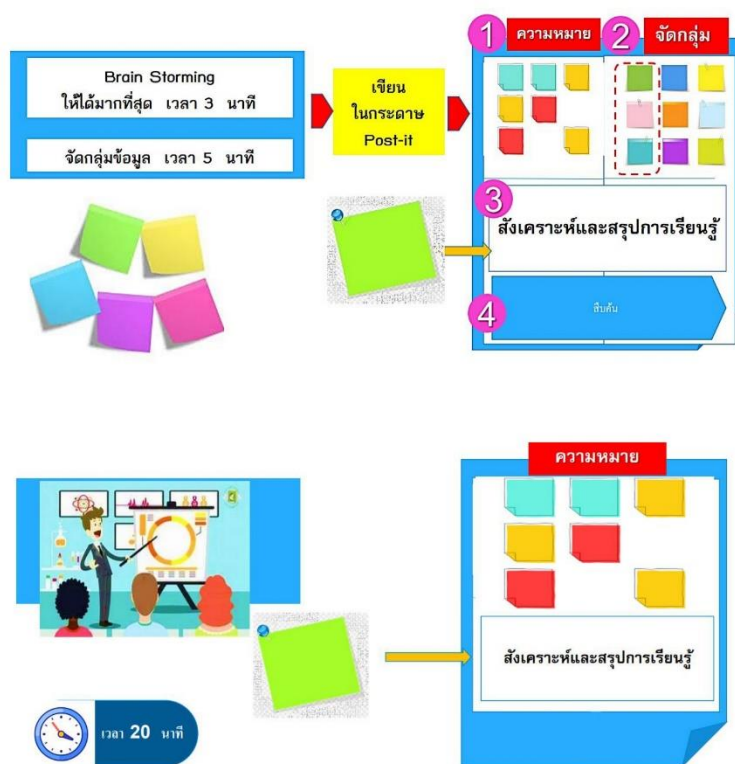 Brain Storming
ให้ได้มากที่สุด เวลา 3 นาที
จัดกลุ่มข้อมูล เวลา 5 นาที
เขียน
ในกระดาษ
Post-it
1 ความหมาย
2 จัดกลุ่ม
3
สังเคราะห์และสรุปการเรียนรู้
4 สืบค้น
ความหมาย
สังเคราะห์และสรุปการเรียนรู้
เวลา 20 นาที